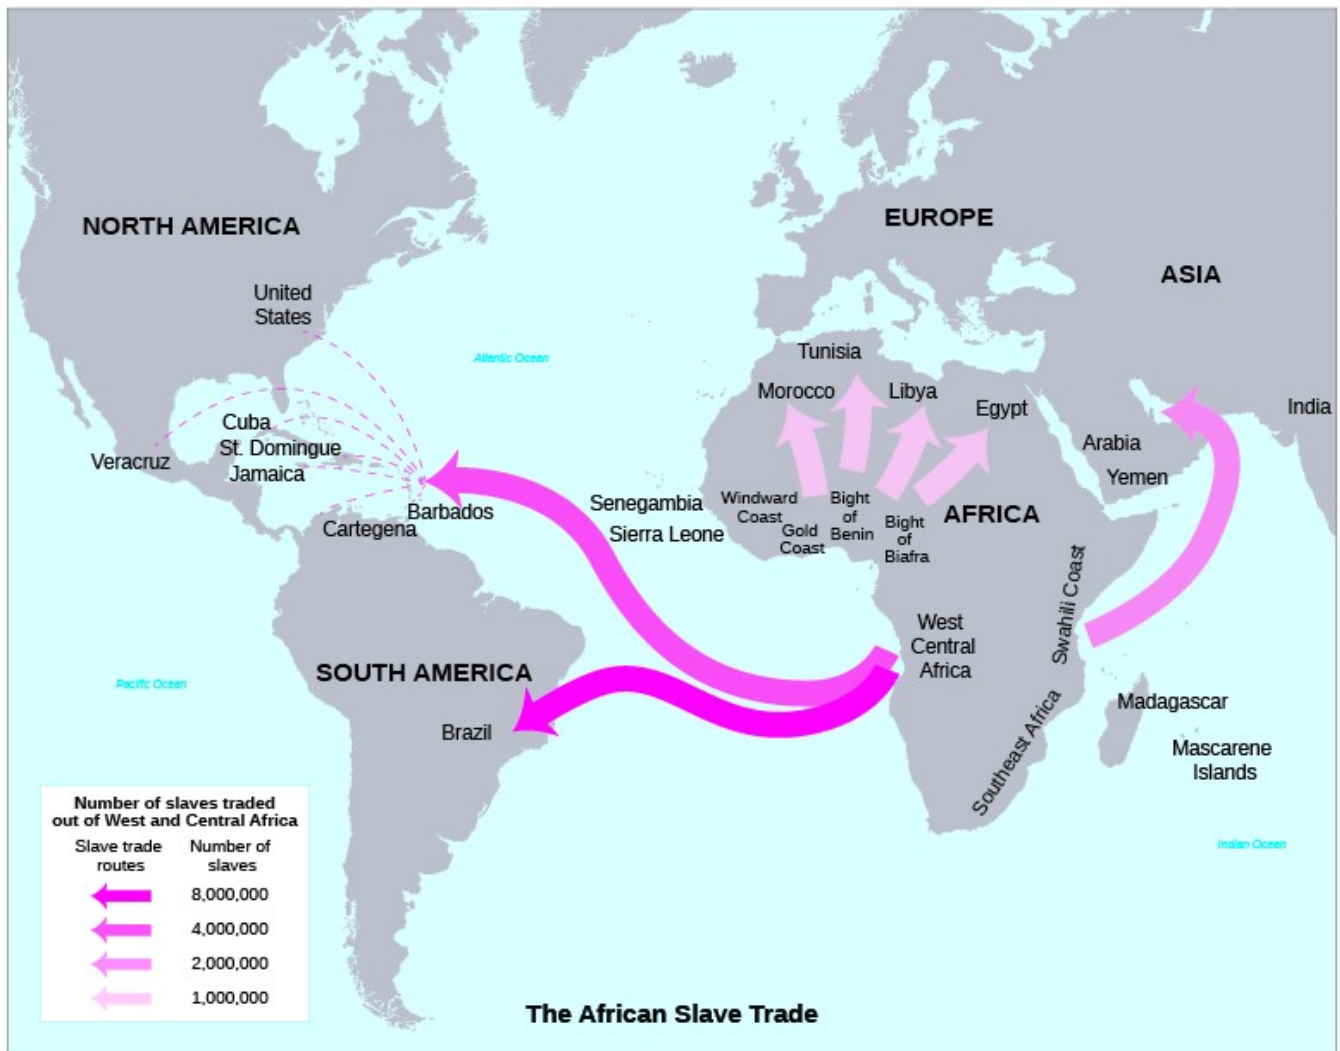 NORTH AMERICA
United
States
Cuba
St. Domingue
Jamaica
Veracruz
Barbados
Cartegena
Atlantic Ocean
EUROPE
ASIA
Tunisia
Morocco
Libya
Egypt
India
Arabia
Yemen
Senegambia
Sierra Leone
Windward
Coast
Gold
Coast
Bight
of
Benin
Bight
of
Biafra
AFRICA
West
Central
Africa
Swahili Coast
Southeast Africa
Madagascar
Mascarene
Islands
SOUTH AMERICA
Brazil
Pacific Ocean
Indian Ocean
Number of slaves traded
out of West and Central Africa
Slave trade
routes
Number of
slaves
8,000,000
4,000,000
2,000,000
1,000,000
The African Slave Trade